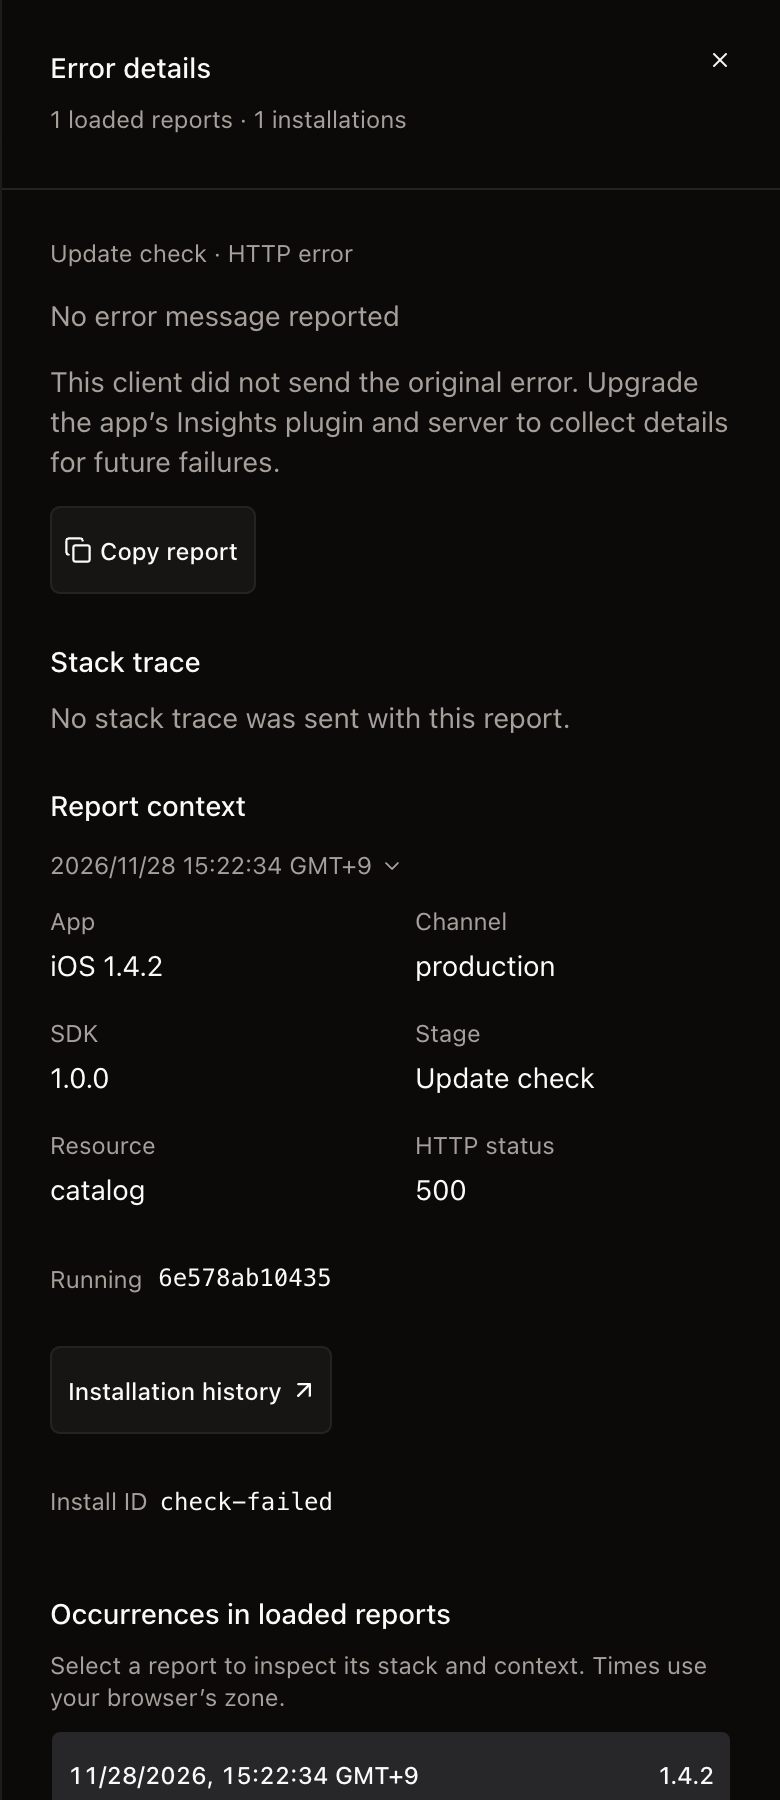 Error details
1 loaded reports · 1 installations
Update check · HTTP error
No error message reported
This client did not send the original error. Upgrade
the app’s Insights plugin and server to collect details
for future failures.
Copy report
Stack trace
No stack trace was sent with this report.
Report context
2026/11/28 15:22:34 GMT+9
App
Channel
iOS 1.4.2
production
SDK
Stage
1.0.0
Update check
Resource
HTTP status
catalog
500
Running 6e578ab10435
Installation history
Install ID check-failed
Occurrences in loaded reports
Select a report to inspect its stack and context. Times use
your browser’s zone.
11/28/2026, 15:22:34 GMT+9 1.4.2